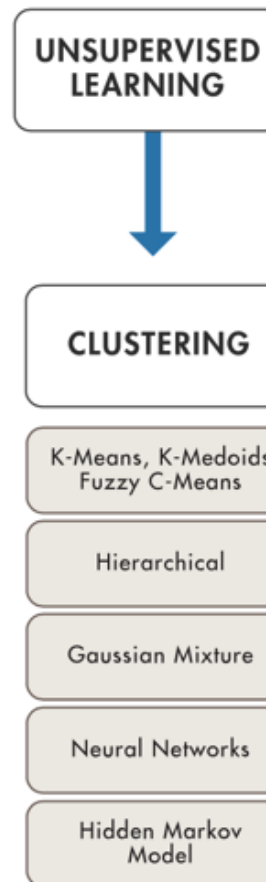 UNSUPERVISED
LEARNING
CLUSTERING
K-Means, K-Medoids
Fuzzy C-Means
Hierarchical
Gaussian Mixture
Neural Networks
Hidden Markov
Model